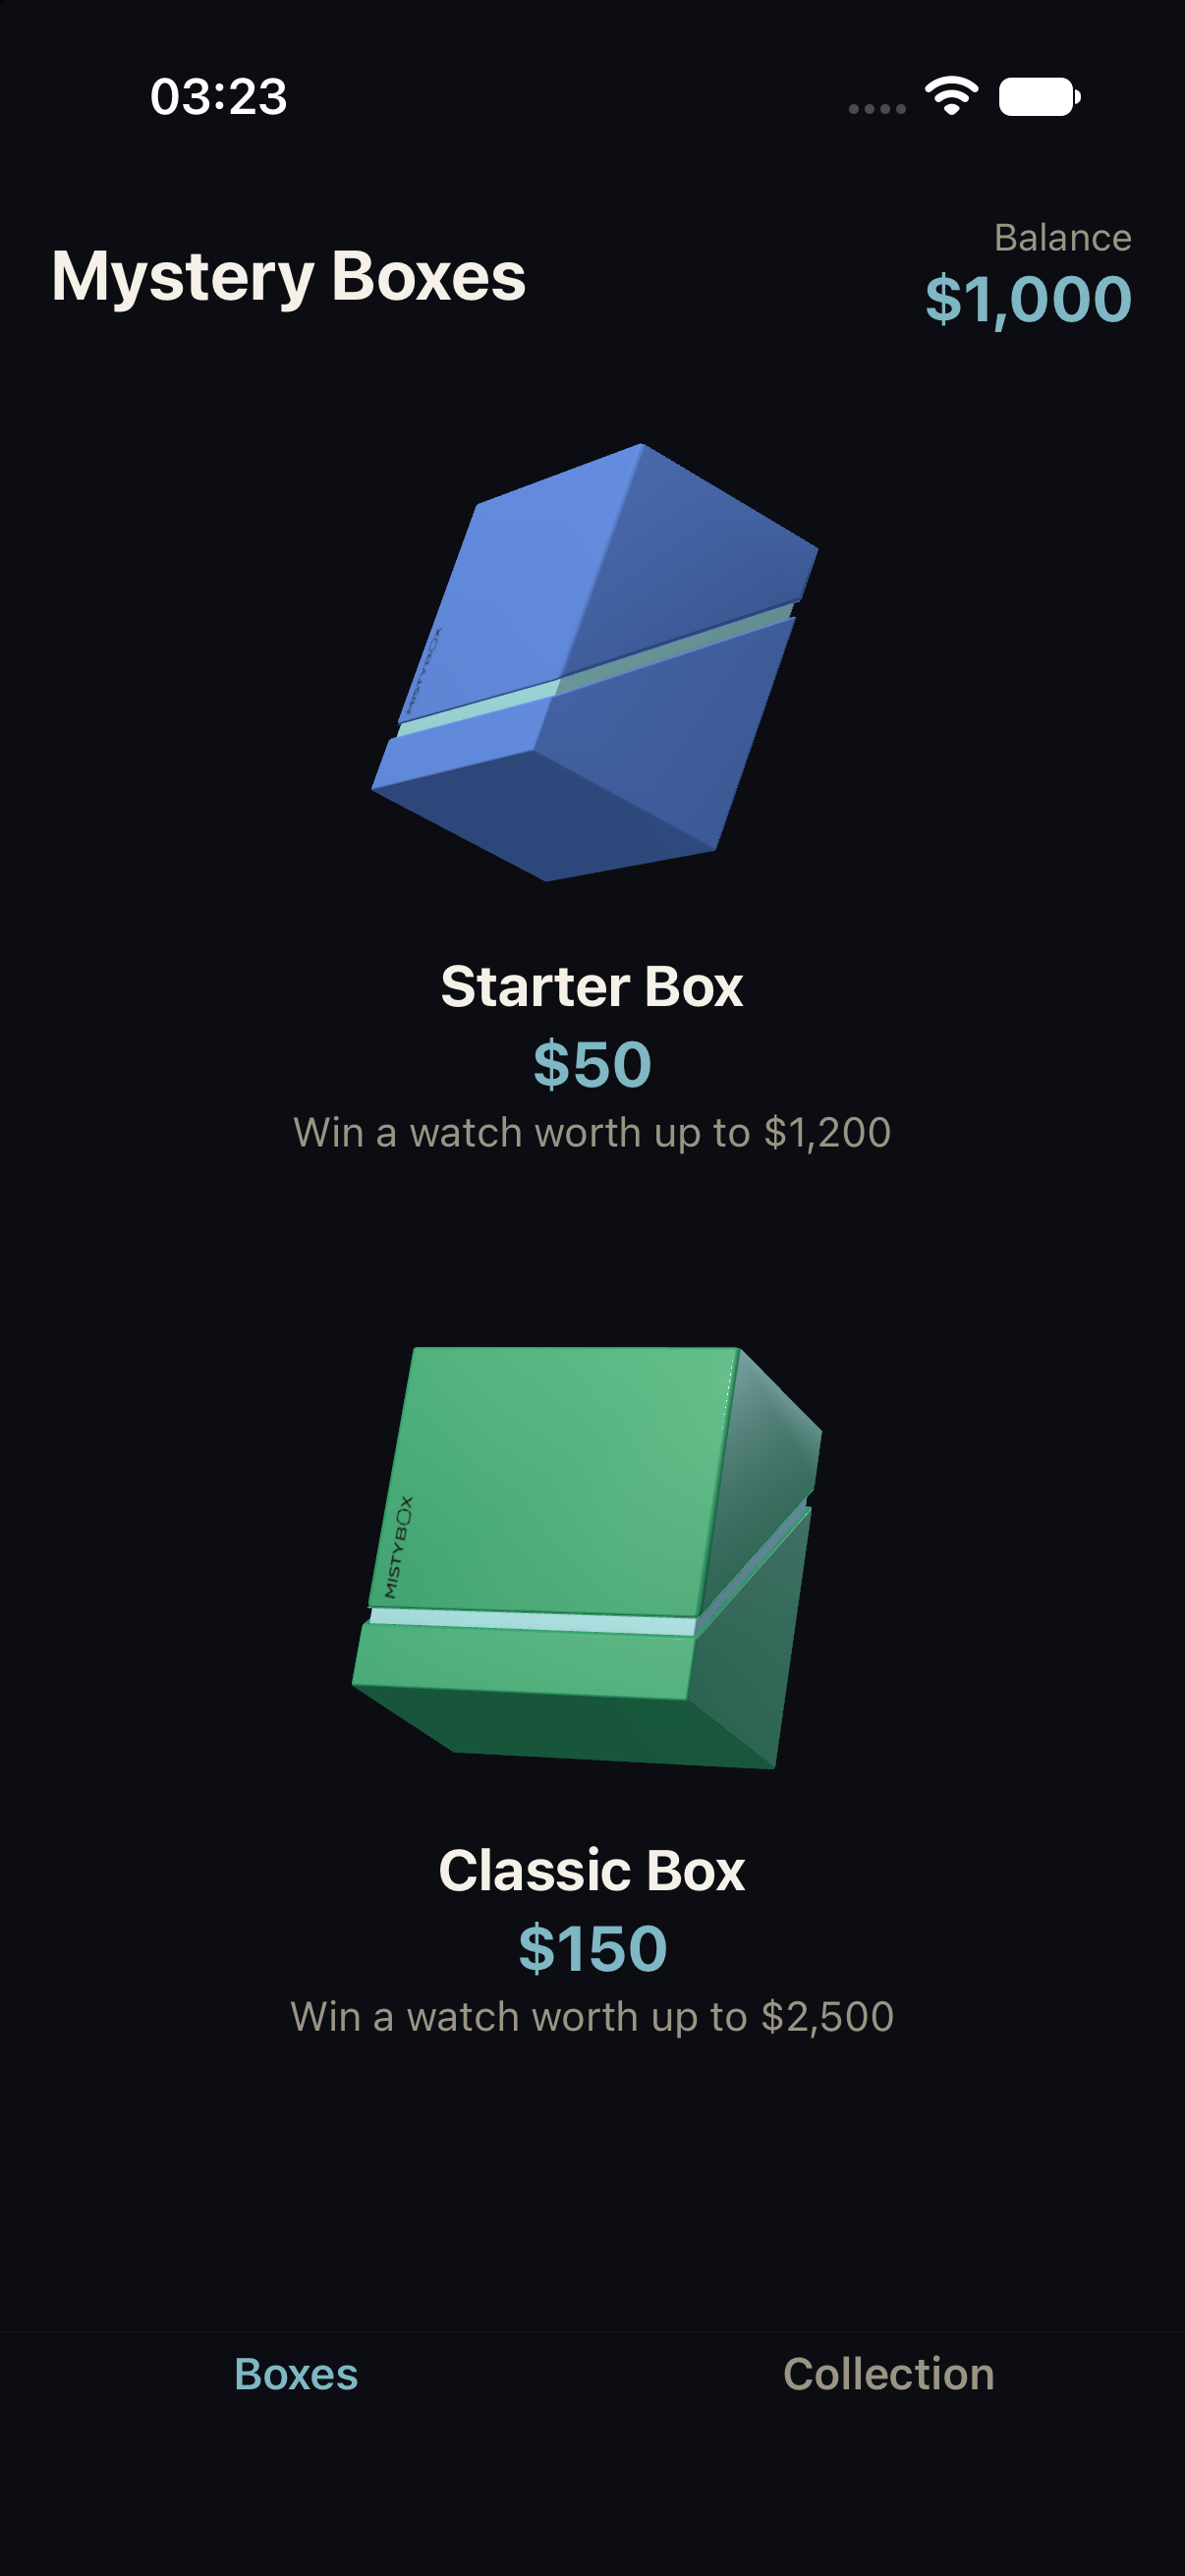 03:23
Mystery Boxes
Balance
$1,000
MISTYBOX
Starter Box
$50
Win a watch worth up to $1,200
MISTYBOX
Classic Box
$150
Win a watch worth up to $2,500
Boxes
Collection